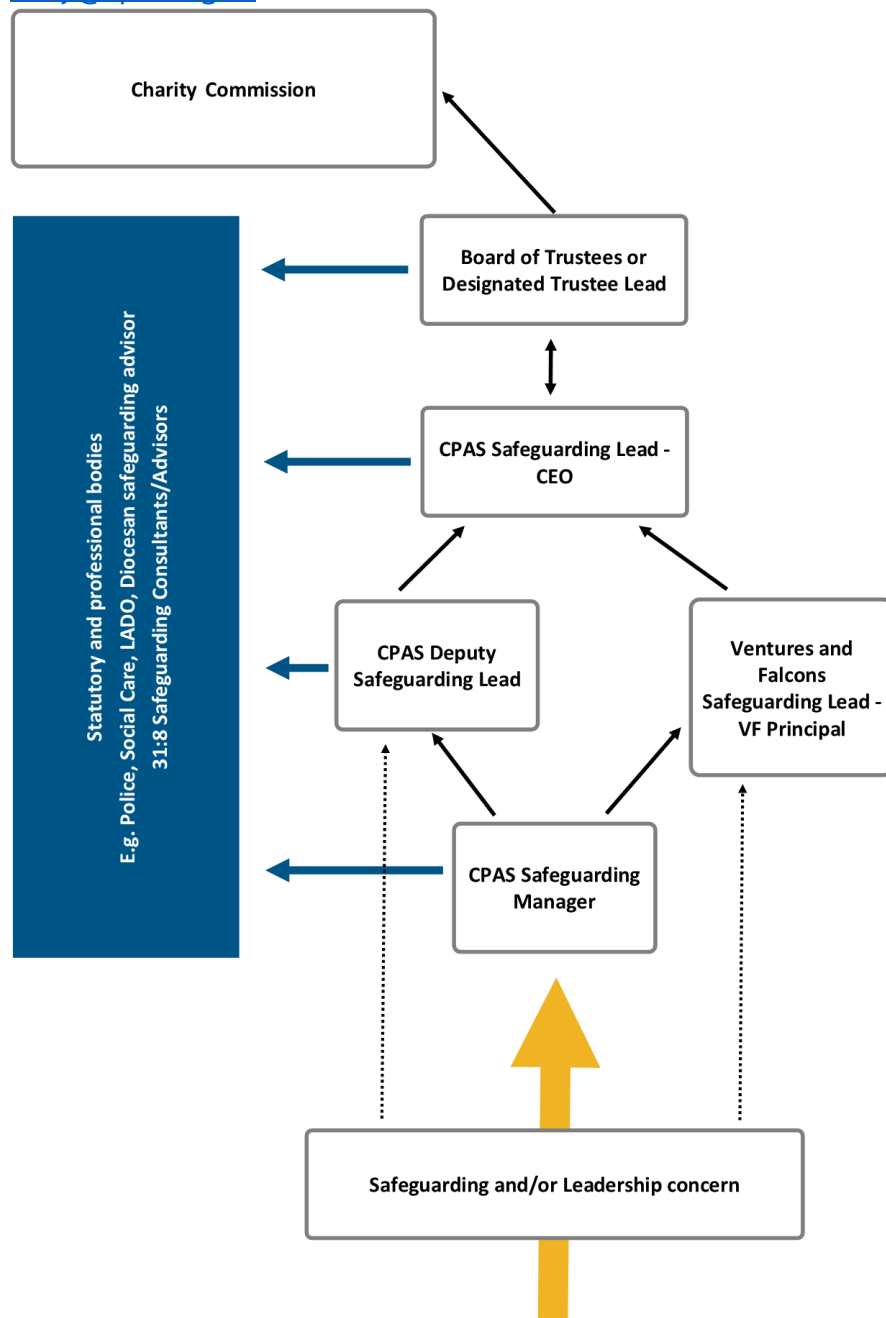 Charity Commission
Board of Trustees or
Designated Trustee Lead
CPAS Safeguarding Lead -
CEO
Statutory and professional bodies
E.g. Police, Social Care, LADO, Diocesan safeguarding advisor
31:8 Safeguarding Consultants/Advisors
CPAS Deputy
Safeguarding Lead
Ventures and
Falcons
Safeguarding Lead -
VF Principal
CPAS Safeguarding
Manager
Safeguarding and/or Leadership concern